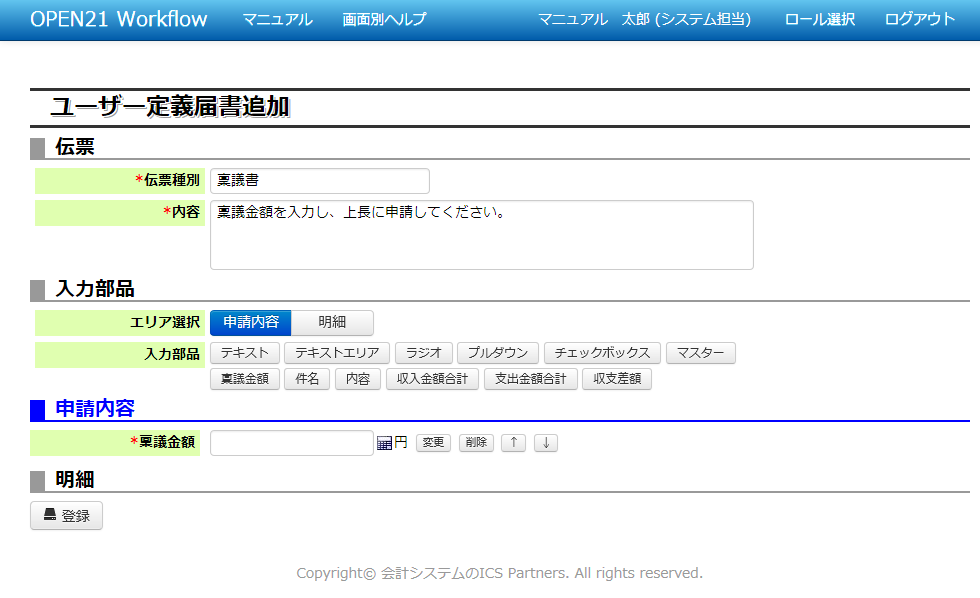 OPEN21 Workflow マニュアル 画面別ヘルプ マニュアル 太郎 (システム担当) ロール選択 ログアウト
ユーザー定義届書追加
伝票
*伝票種別 稟議書
*内容 稟議金額を入力し、上長に申請してください。
入力部品
エリア選択 申請内容 明細
入力部品 テキスト テキストエリア ラジオ プルダウン チェックボックス マスター
稟議金額 件名 内容 収入金額合計 支出金額合計 収支差額
申請内容
*稟議金額 円 変更 削除 ↑ ↓
明細
登録
Copyright© 会計システムのICS Partners. All rights reserved.